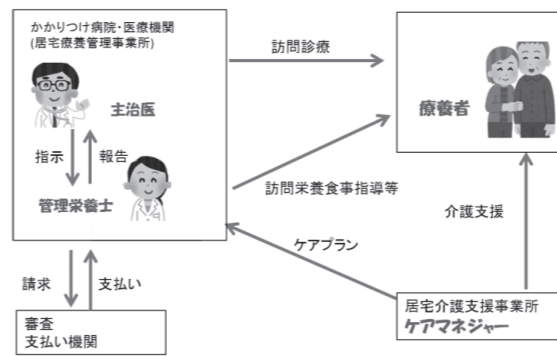 かかりつけ病院・医療機関
(居宅療養管理事業所)
主治医
指示
報告
管理栄養士
訪問診療
療養者
訪問栄養食事指導等
介護支援
ケアプラン
請求
支払い
審査
支払い機関
居宅介護支援事業所
ケアマネジャー